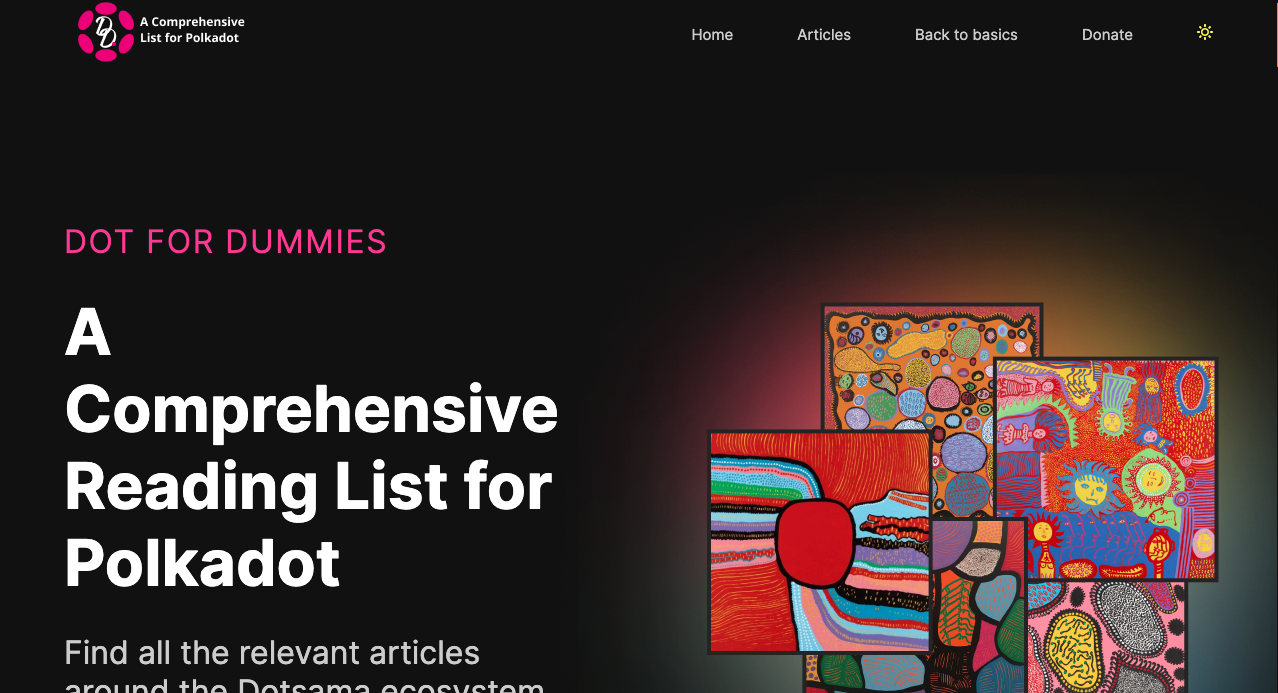 A Comprehensive
List for Polkadot
Home
Articles
Back to basics
Donate
DOT FOR DUMMIES
A
Comprehensive
Reading List for
Polkadot
Find all the relevant articles
around the Dotsama ecosystem